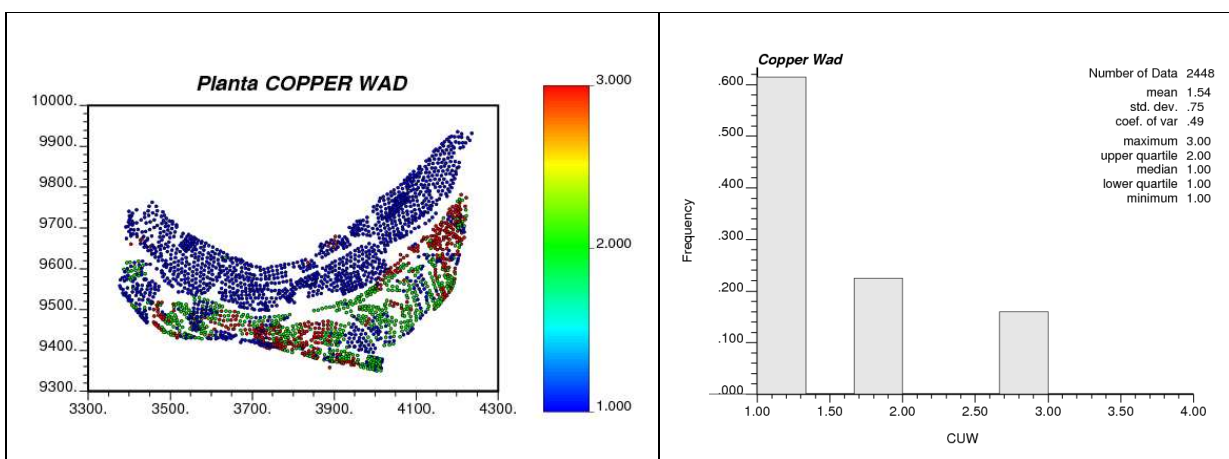 Planta COPPER WAD
10000.
9900.
9800.
9700.
9600.
9500.
9400.
9300.
3300. 3500. 3700. 3900. 4100. 4300.
3.000
2.000
1.000
Copper Wad
Number of Data 2448
mean 1.54
std. dev. .75
coef. of var .49
maximum 3.00
upper quartile 2.00
median 1.00
lower quartile 1.00
minimum 1.00
Frequency
.600
.500
.400
.300
.200
.100
.000
1.00 1.50 2.00 2.50 3.00 3.50 4.00
CUW